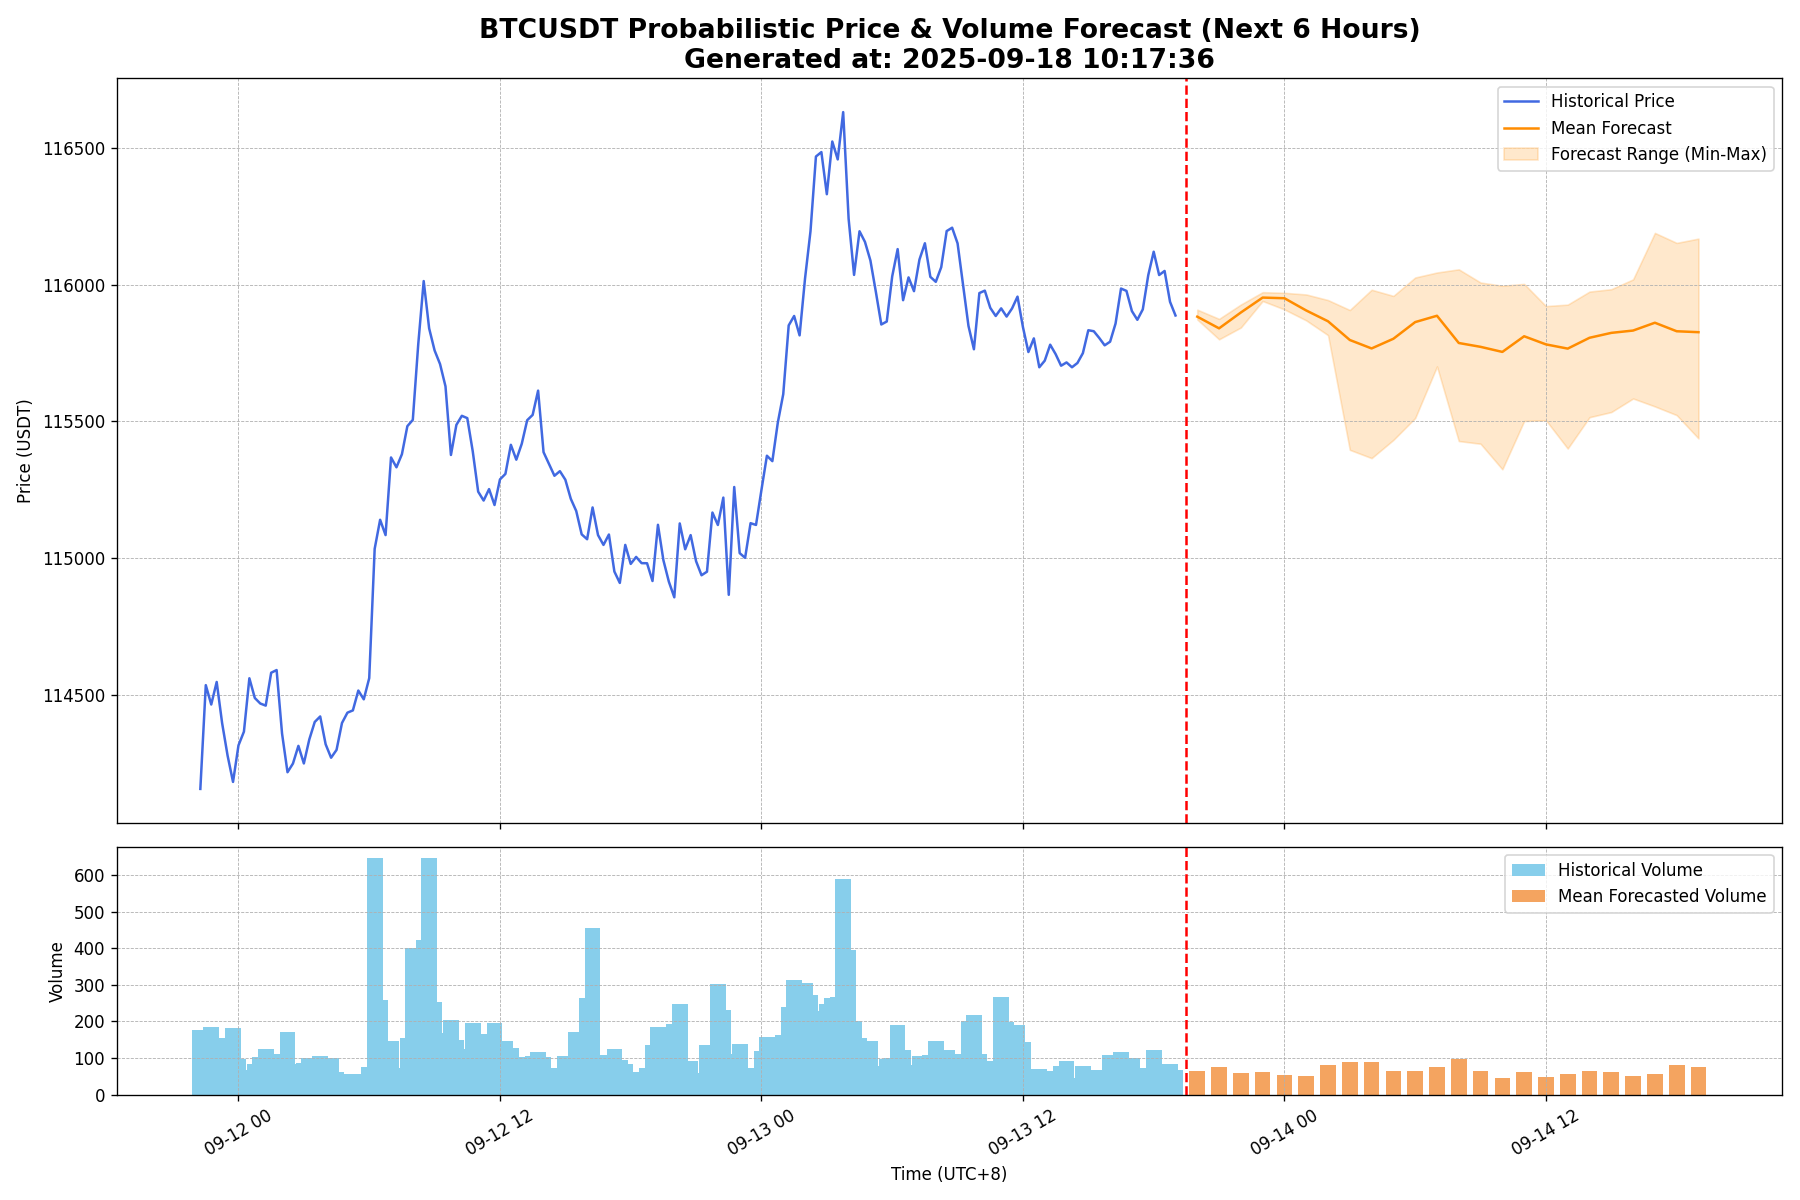 BTCUSDT Probabilistic Price & Volume Forecast (Next 6 Hours)
Generated at: 2025-09-18 10:17:36
Historical Price
Mean Forecast
Forecast Range (Min-Max)
116500
116000
115500
115000
114500
Price (USDT)
Historical Volume
Mean Forecasted Volume
600
500
400
300
200
100
0
Volume
09-12 00
09-12 12
09-13 00
09-13 12
09-14 00
09-14 12
Time (UTC+8)